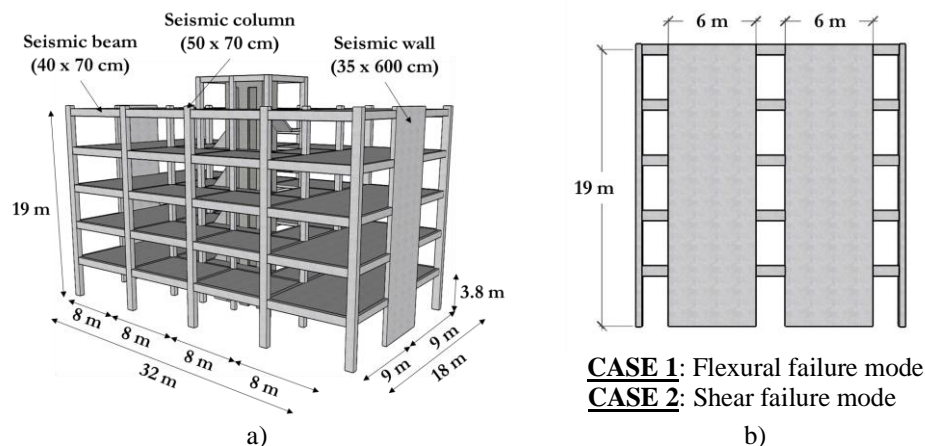 Seismic column
(50 x 70 cm)
Seismic beam
(40 x 70 cm)
Seismic wall
(35 x 600 cm)
19 m
3.8 m
8 m
8 m
8 m
8 m
32 m
9 m
9 m
18 m
a)
6 m
6 m
19 m
CASE 1: Flexural failure mode
CASE 2: Shear failure mode
b)